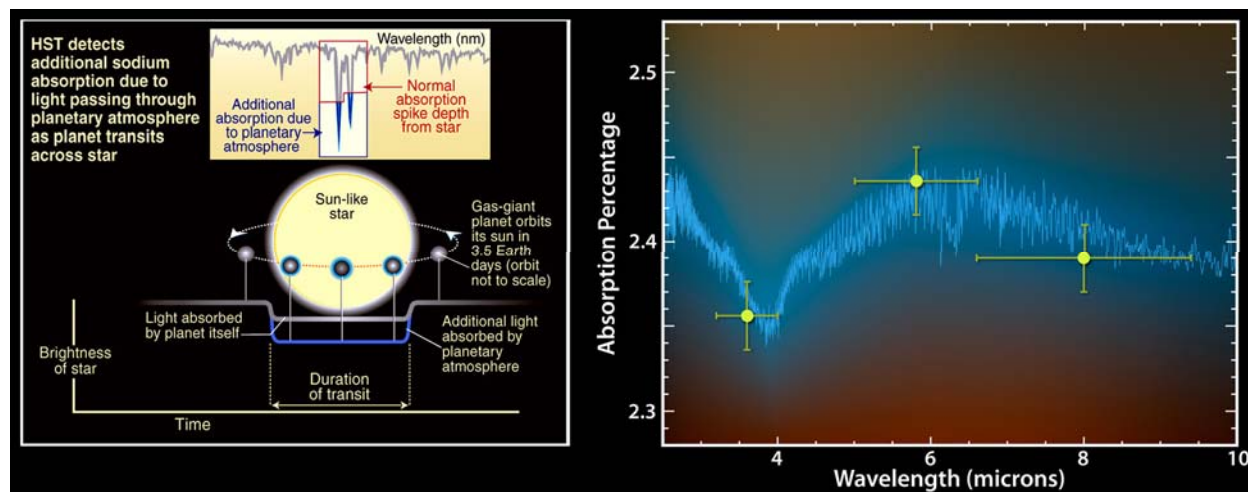 HST detects
additional sodium
absorption due to
light passing through
planetary atmosphere
as planet transits
across star
Wavelength (nm)
Additional
absorption due
to planetary
atmosphere
Normal
absorption
spike depth
from star
Sun-like
star
Gas-giant
planet orbits
its sun in
3.5 Earth
days (orbit
not to scale)
Light absorbed
by planet itself
Additional light
absorbed by
planetary
atmosphere
Brightness
of star
Duration
of transit
Time
Absorption Percentage
2.5
2.4
2.3
4
6
8
10
Wavelength (microns)